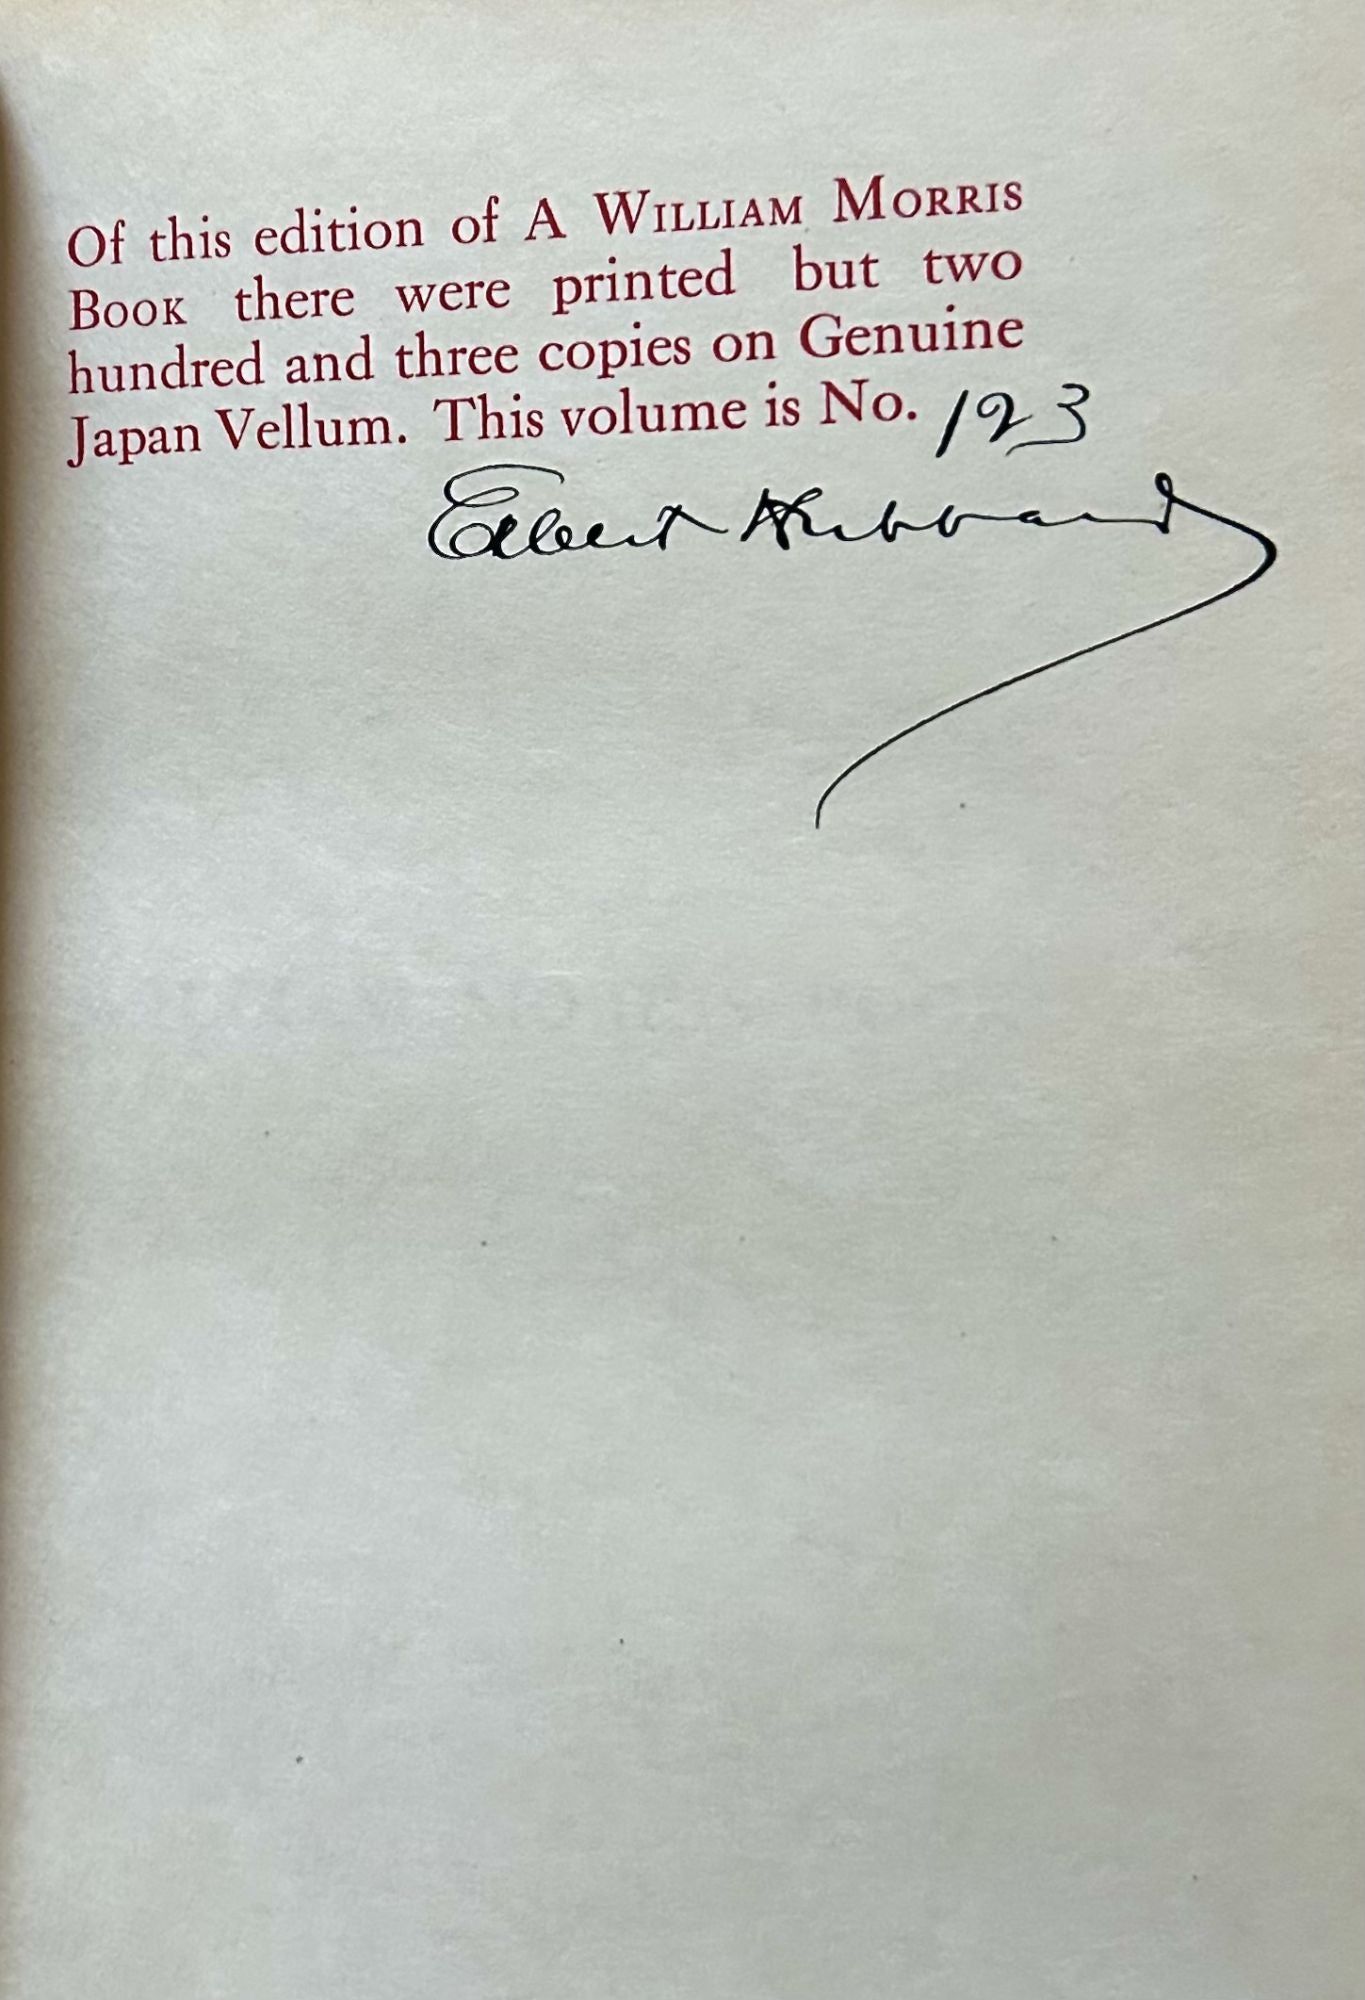 Of this edition of A WILLIAM MORRIS
BOOK there were printed but two
hundred and three copies on Genuine
Japan Vellum. This volume is No. 123
Elbert Hubbard